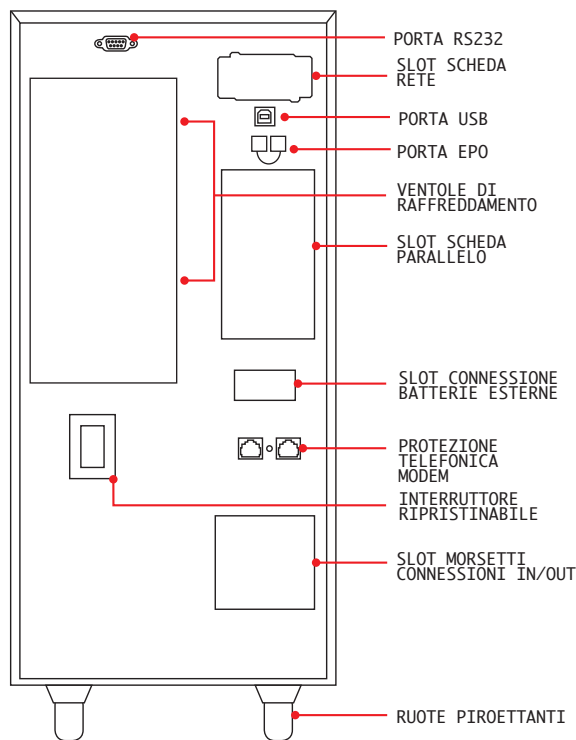 PORTA RS232
SLOT SCHEDA
RETE
PORTA USB
PORTA EPO
VENTOLE DI
RAFFREDDAMENTO
SLOT SCHEDA
PARALLELO
SLOT CONNESSIONE
BATTERIE ESTERNE
PROTEZIONE
TELEFONICA
MODEM
INTERRUTTORE
RIPRISTINABILE
SLOT MORSETTI
CONNESSIONI IN/OUT
RUOTE PIROETTANTI